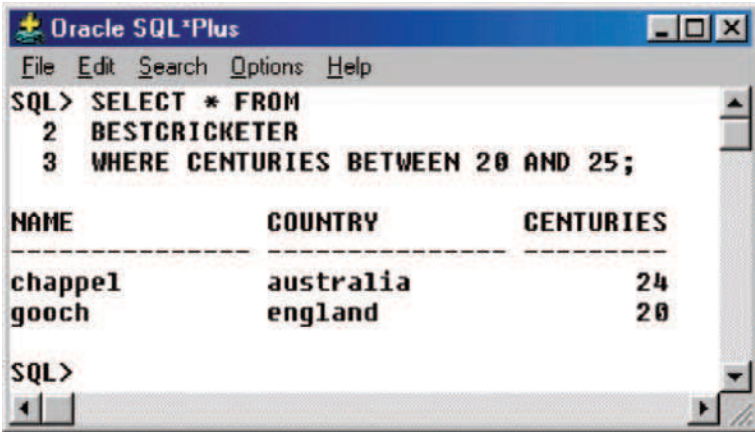 Oracle SQL*Plus
File Edit Search Options Help
SQL> SELECT * FROM
2 BESTCRICKETER
3 WHERE CENTURIES BETWEEN 20 AND 25;
NAME COUNTRY CENTURIES
--------------- --------------- ---------
chappel australia 24
gooch england 20
SQL>